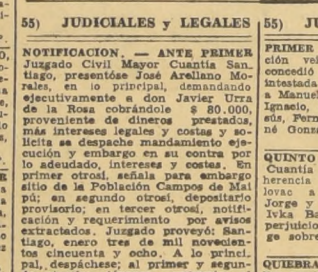 55) JUDICIALES y LEGALES
NOTIFICACION. — ANTE PRIMER
Juzgado Civil Mayor Cuantía San-
tiago, presentóse José Arellano Mo-
rales, en lo principal, demandando
ejecutivamente a don Javier Urra
de la Rosa cobrándole $ 80.000,
proveniente de dineros prestados,
más intereses legales y costas y so-
licita se despache mandamiento eje-
cución y embargo en su contra por
lo adeudado, intereses y costas. En
primer otrosí, señala para embargo
sitio de la Población Campos de Mai
pú; en segundo otrosí, depositario
provisorio; en tercer otrosí, notifi-
cación y requerimiento por avisos
extractados. Juzgado proveyó: San-
tiago, enero tres de mil novecien-
tos cincuenta y ocho. A lo princi-
pal, despáchese; al primer y segun-
55) JU
PRIMER
ción ve
concedió
intestada
a Manuel
Ignacio,
sús, Fern
né Gonz
QUINTO
Cuantía
herencia
lovac a
Jorge y
Ivka Ba
perjuicio
ge sobre
QUIEBRA